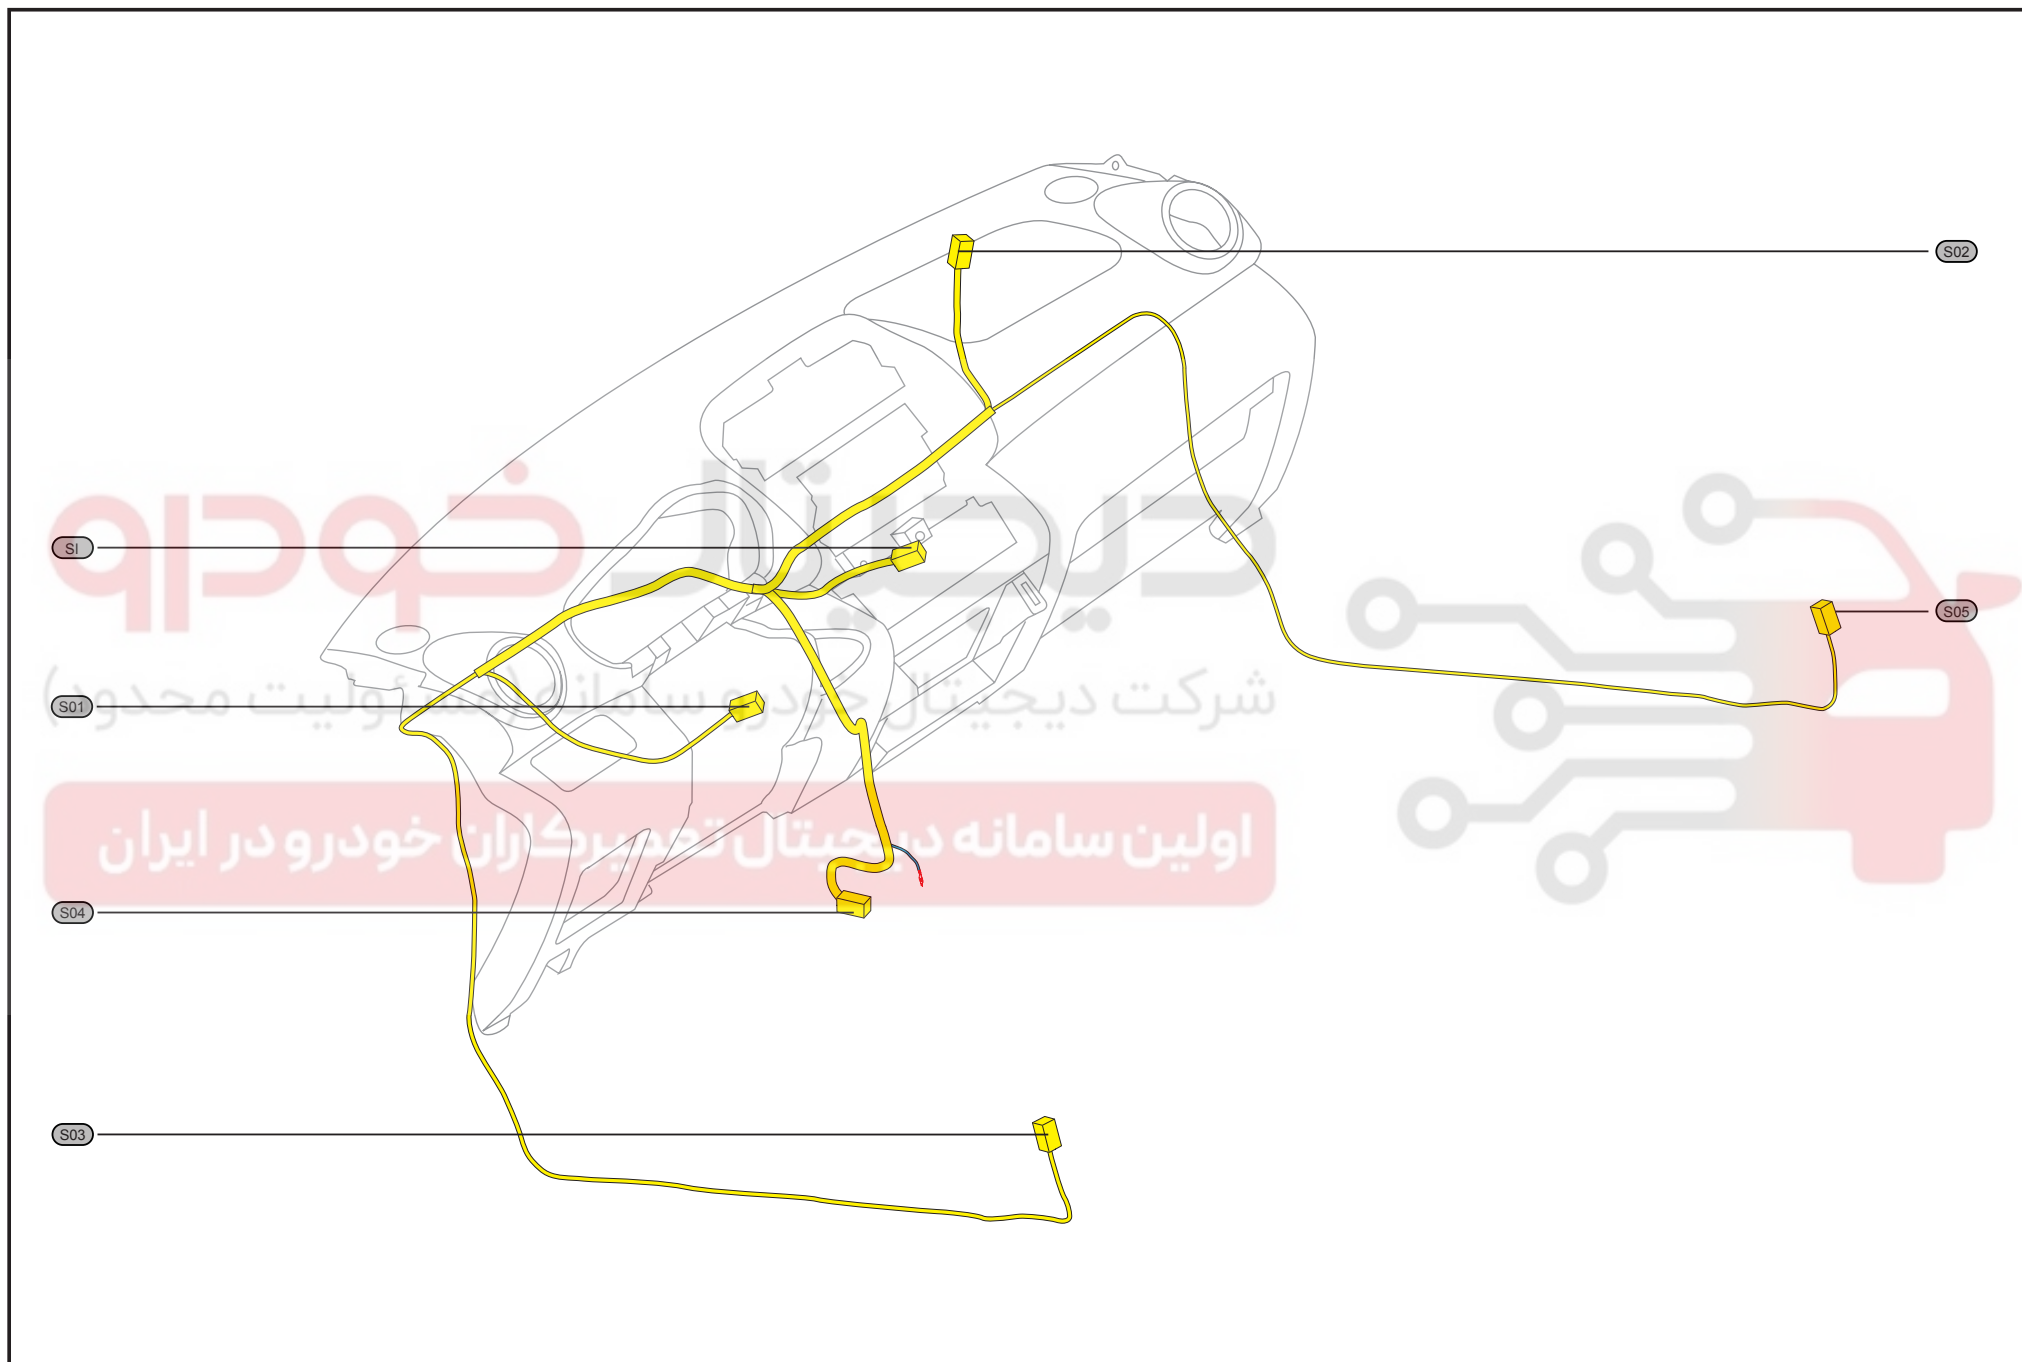 S02
دیجیتال خودرو
SI
S05
شرکت دیجیتال خودرو سامانه (مسئولیت محدود)
S01
اولین سامانه دیجیتال تعمیرکاران خودرو در ایران
S04
S03